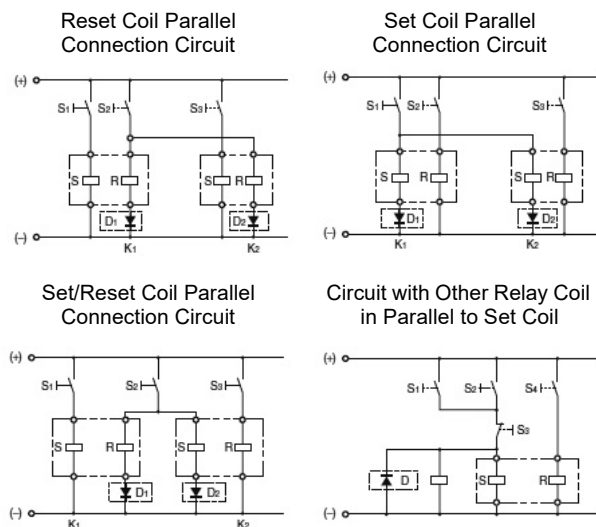 Reset Coil Parallel
Connection Circuit
(+)
S1 S2 S3
S R S R
D1 D2
(–)
K1 K2
Set Coil Parallel
Connection Circuit
(+)
S1 S2 S3
S R S R
D1 D2
(–)
K1 K2
Set/Reset Coil Parallel
Connection Circuit
(+)
S1 S2 S3
S R S R
D1 D2
(–)
K1 K2
Circuit with Other Relay Coil
in Parallel to Set Coil
(+)
S1 S2 S4
S3
D S R
(–)